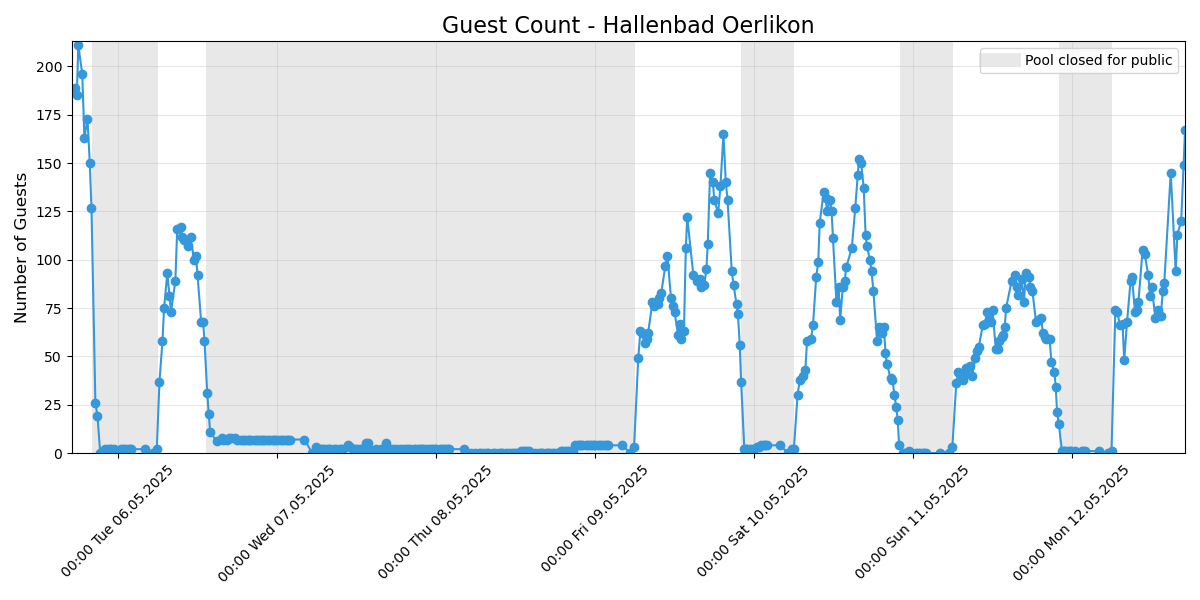 Guest Count - Hallenbad Oerlikon
Pool closed for public
Number of Guests
200
175
150
125
100
75
50
25
0
00:00 Tue 06.05.2025
00:00 Wed 07.05.2025
00:00 Thu 08.05.2025
00:00 Fri 09.05.2025
00:00 Sat 10.05.2025
00:00 Sun 11.05.2025
00:00 Mon 12.05.2025